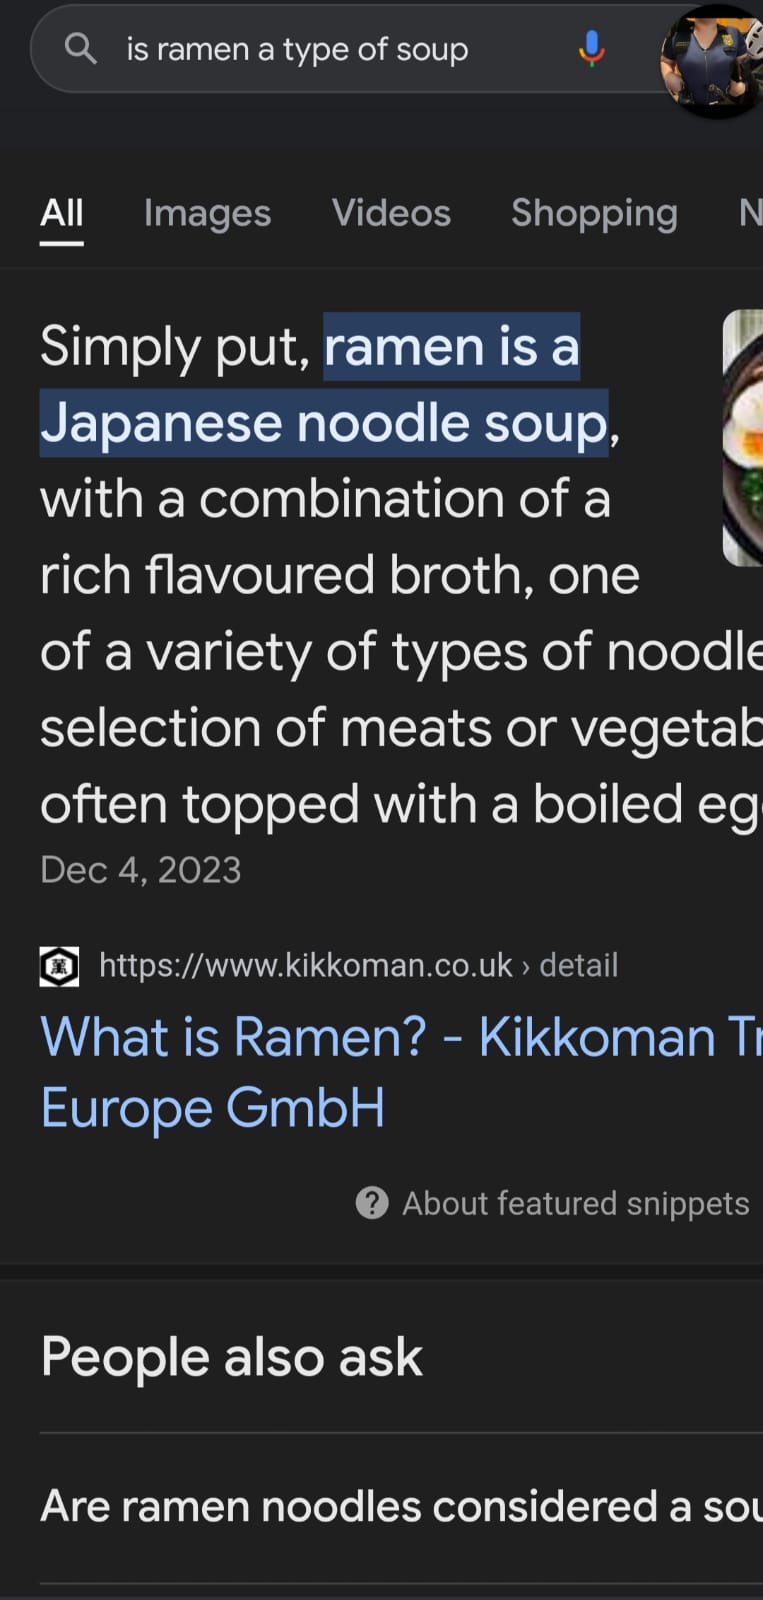 is ramen a type of soup
All Images Videos Shopping N
Simply put, ramen is a
Japanese noodle soup,
with a combination of a
rich flavoured broth, one
of a variety of types of noodle
selection of meats or vegetab
often topped with a boiled eg
Dec 4, 2023
https://www.kikkoman.co.uk › detail
What is Ramen? - Kikkoman Tr
Europe GmbH
About featured snippets
People also ask
Are ramen noodles considered a sou